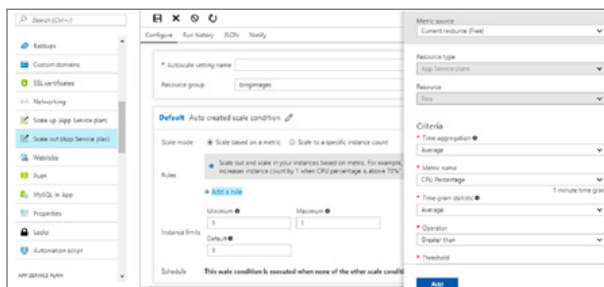 Search (Ctrl+/)
Backups
Custom domains
SSL certificates
Networking
Scale up (App Service plan)
Scale out (App Service plan)
WebJobs
Push
MySQL In App
Properties
Locks
Automation script
APP SERVICE PLAN
Configure Run history JSON Notify
* Autoscale setting name
Resource group
bingimages
Default Auto created scale condition
Scale mode
Scale based on a metric
Scale to a specific instance count
Rules
Scale out and scale in your instances based on metric. For example,
increases instance count by 1 when CPU percentage is above 70%"
+ Add a rule
Instance limits
Minimum
Maximum
1
1
Default
1
Schedule
This scale condition is executed when none of the other scale conditi
Metric source
Current resource (Free)
Resource type
App Service plans
Resource
Free
Criteria
* Time aggregation
Average
* Metric name
CPU Percentage
1 minute time grain
* Time grain statistic
Average
* Operator
Greater than
* Threshold
Add